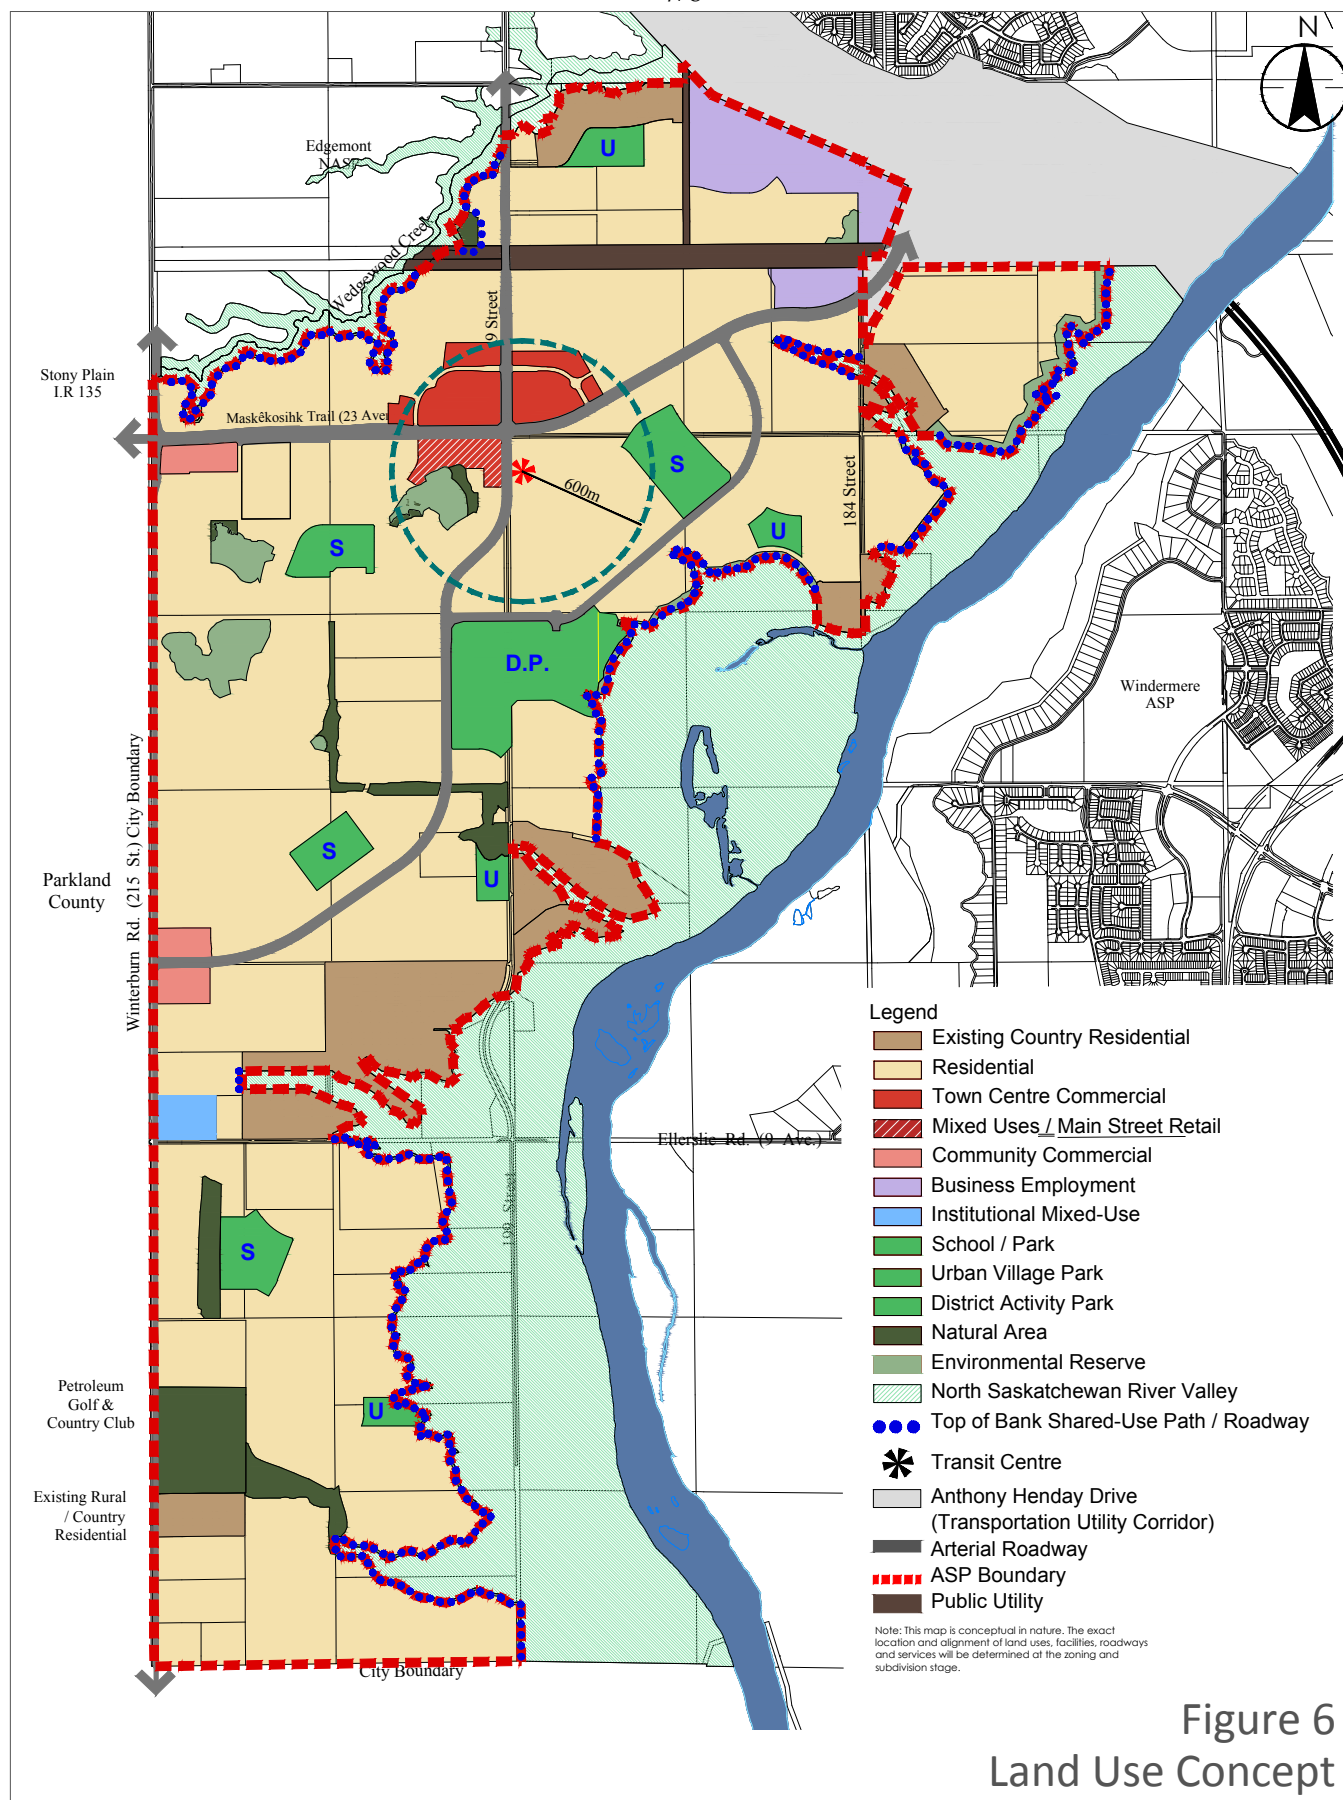 N
Edgemont
NASP
U
Wedgewood Creek
9 Street
Stony Plain
I.R 135
Maskêkosihk Trail (23 Aven
S
600m
184 Street
U
S
D.P.
Windermere
ASP
Winterburn Rd. (215 St.) City Boundary
S
U
Parkland
County
Ellerslie Rd. (9 Ave.)
199 Street
S
U
Petroleum
Golf &
Country Club
Existing Rural
/ Country
Residential
City Boundary
Legend
Existing Country Residential
Residential
Town Centre Commercial
Mixed Uses / Main Street Retail
Community Commercial
Business Employment
Institutional Mixed-Use
School / Park
Urban Village Park
District Activity Park
Natural Area
Environmental Reserve
North Saskatchewan River Valley
Top of Bank Shared-Use Path / Roadway
Transit Centre
Anthony Henday Drive
(Transportation Utility Corridor)
Arterial Roadway
ASP Boundary
Public Utility
Note: This map is conceptual in nature. The exact
location and alignment of land uses, facilities, roadways
and services will be determined at the zoning and
subdivision stage.
Figure 6
Land Use Concept